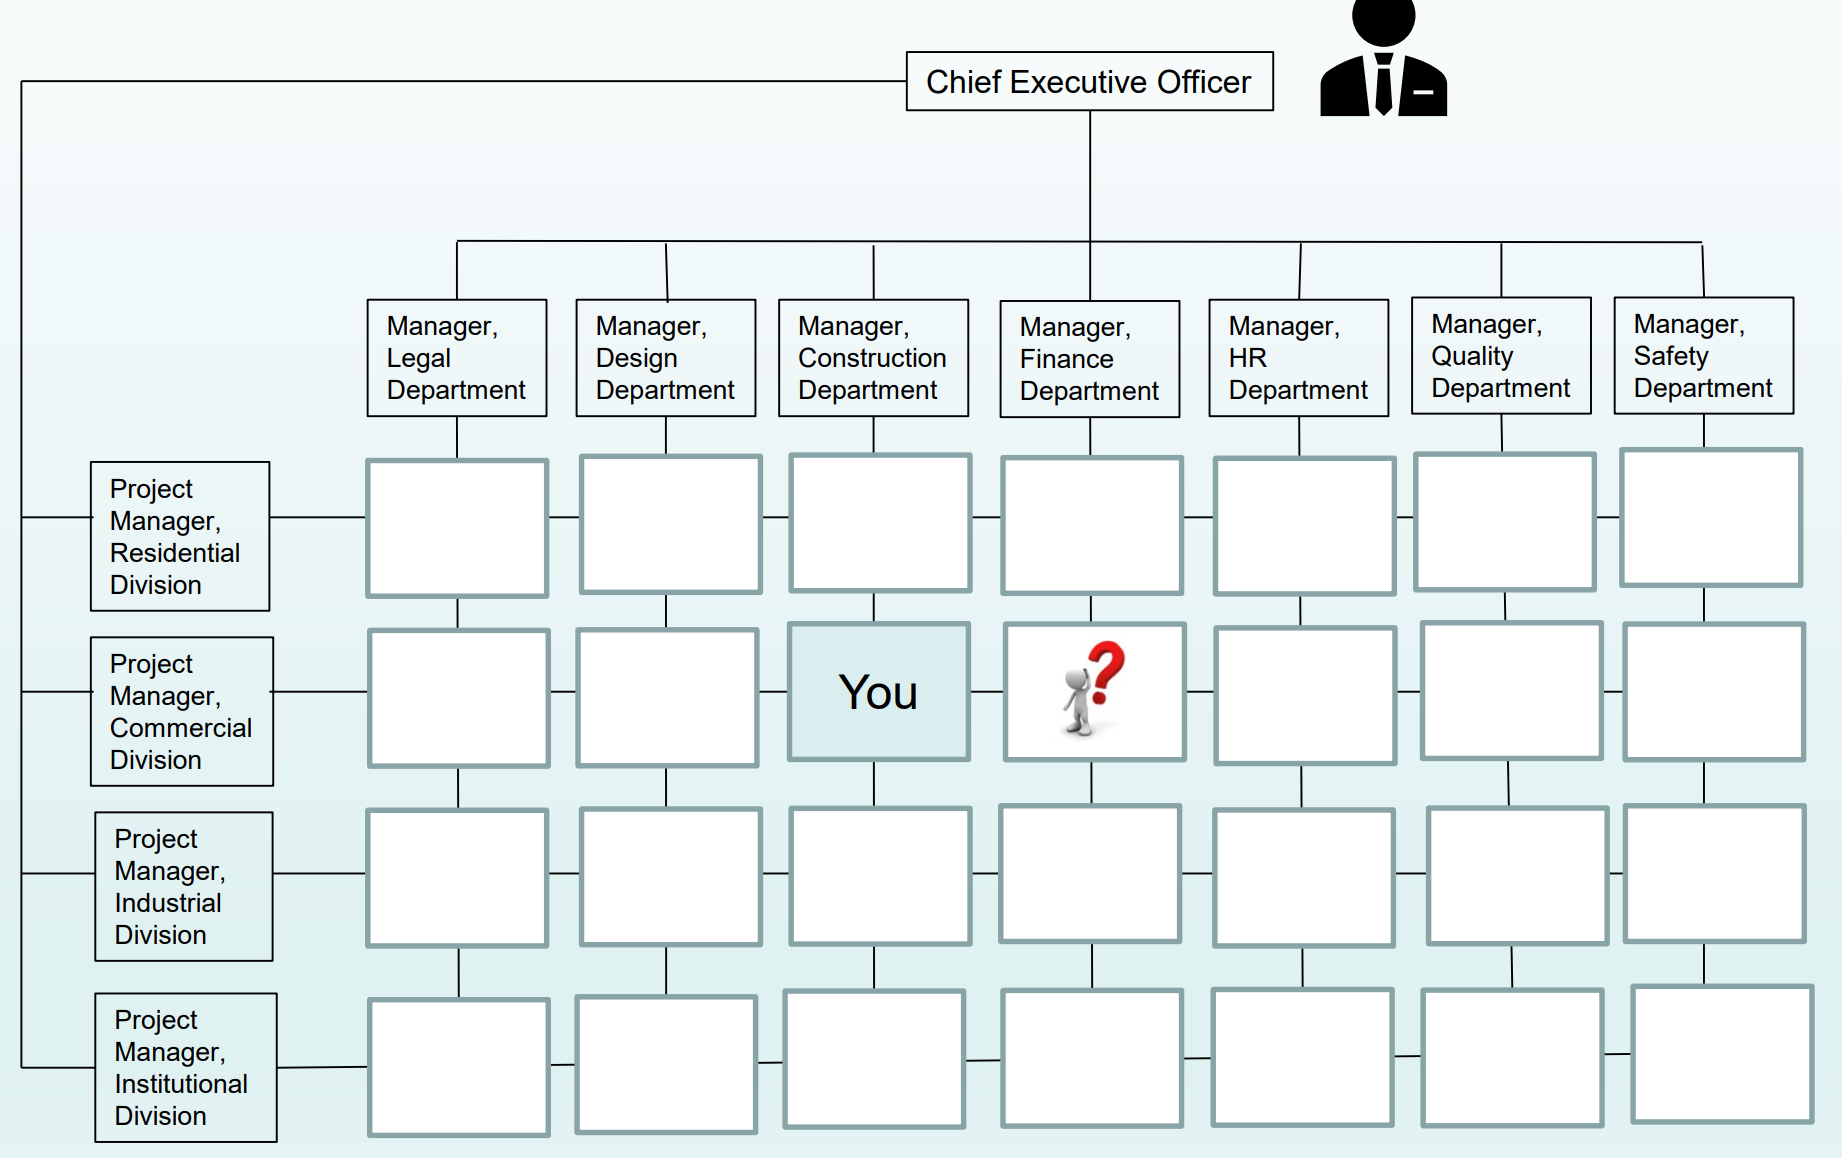 Chief Executive Officer
Manager,
Legal
Department
Manager,
Design
Department
Manager,
Construction
Department
Manager,
Finance
Department
Manager,
HR
Department
Manager,
Quality
Department
Manager,
Safety
Department
Project
Manager,
Residential
Division
Project
Manager,
Commercial
Division
You
?
Project
Manager,
Industrial
Division
Project
Manager,
Institutional
Division